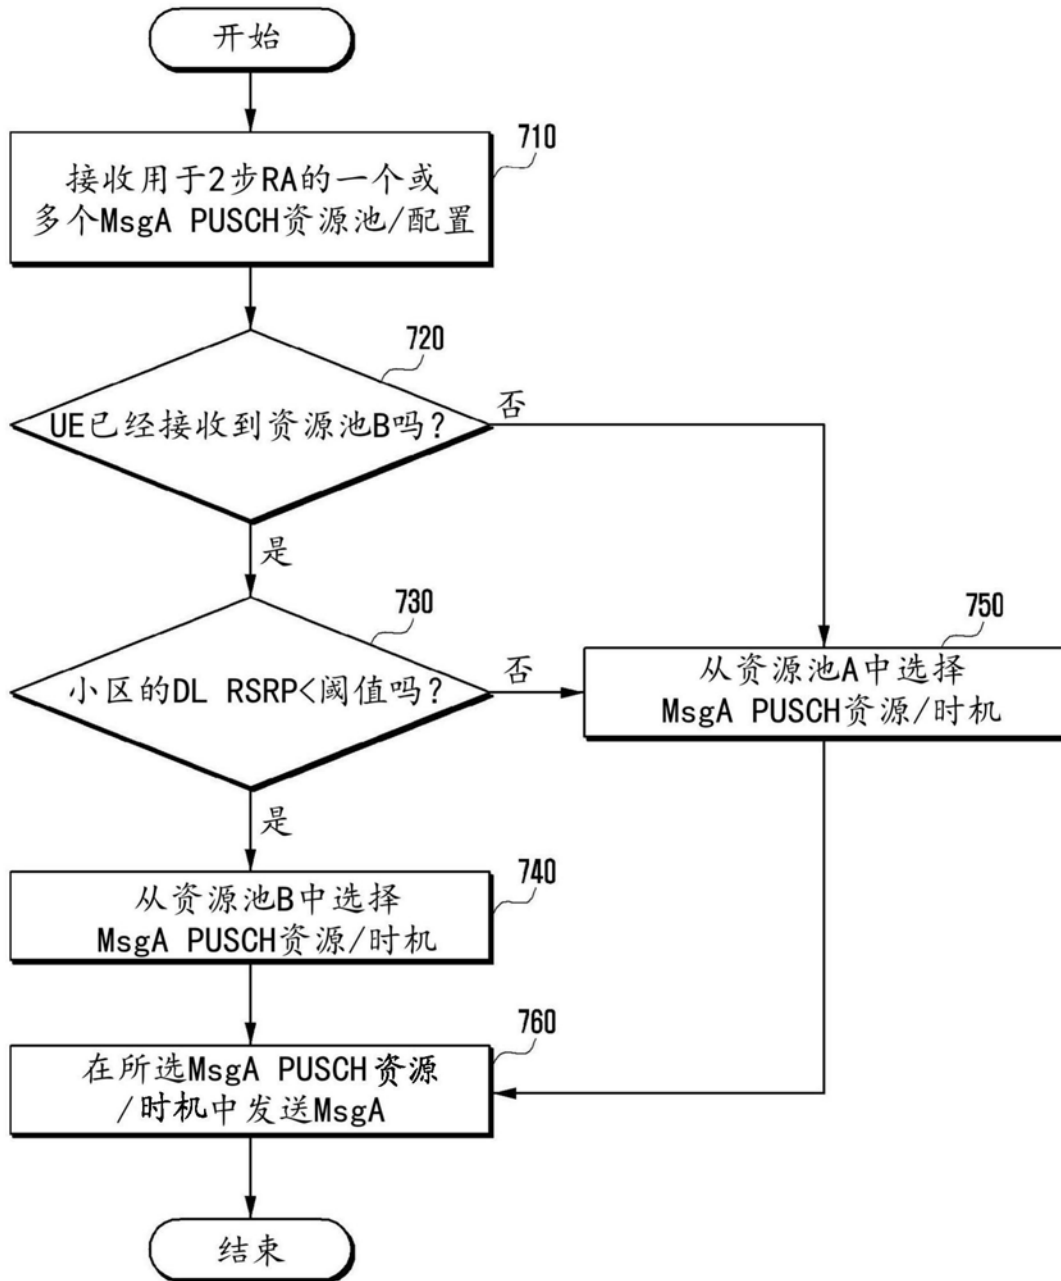 开始
710
接收用于2步RA的一个或
多个MsgA PUSCH资源池/配置
720
UE已经接收到资源池B吗？
否
是
730
小区的DL RSRP<阈值吗？
否
750
从资源池A中选择
MsgA PUSCH资源/时机
是
740
从资源池B中选择
MsgA PUSCH资源/时机
760
在所选MsgA PUSCH资源
/时机中发送MsgA
结束